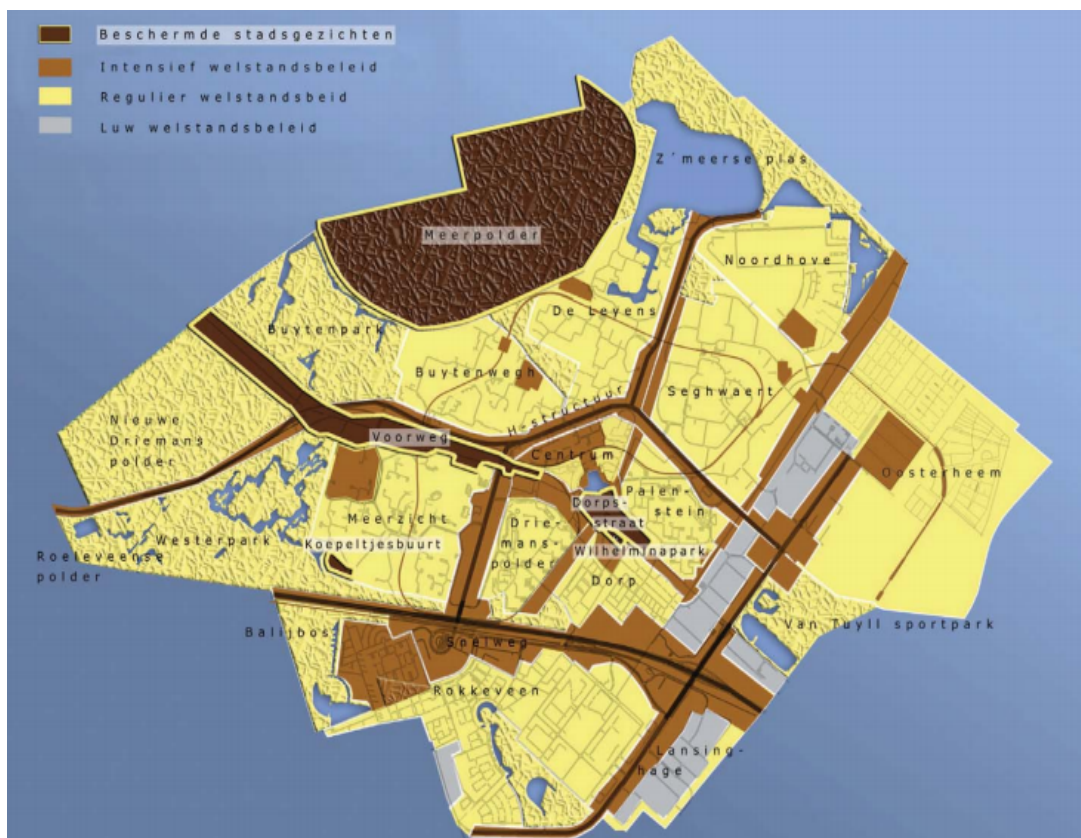 Beschermde stadsgezichten
Intensief welstandsbeleid
Regulier welstandsbeid
Luw welstandsbeleid
Z'meerse plas
Meerpolder
Noordhove
De Leyens
Buytenpark
Buytenwegh
Seghwaert
H-structuur
Nieuwe
Driemans
polder
Voorweg
Centrum
Oosterheem
Palen-
stein
Dorps-
straat
Meerzicht
Drie-
mans-
polder
Westerpark
Koepeltjesbuurt
Wilhelminapark
Roeleveense
polder
Dorp
Balijbos
Snelweg
Van Tuyll sportpark
Rokkeveen
Lansing-
hage